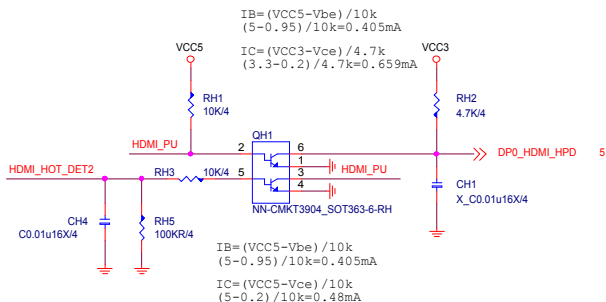 IB=(VCC5-Vbe)/10k
(5-0.95)/10k=0.405mA
IC=(VCC3-Vce)/4.7k
(3.3-0.2)/4.7k=0.659mA
VCC5
VCC3
RH1
10K/4
RH2
4.7K/4
HDMI_PU
2
QH1
6
DP0_HDMI_HPD
5
1
HDMI_HOT_DET2
RH3
10K/4
5
3
HDMI_PU
4
CH1
X_C0.01u16X/4
NN-CMKT3904_SOT363-6-RH
CH4
C0.01u16X/4
RH5
100KR/4
IB=(VCC5-Vbe)/10k
(5-0.95)/10k=0.405mA
IC=(VCC5-Vce)/10k
(5-0.2)/10k=0.48mA